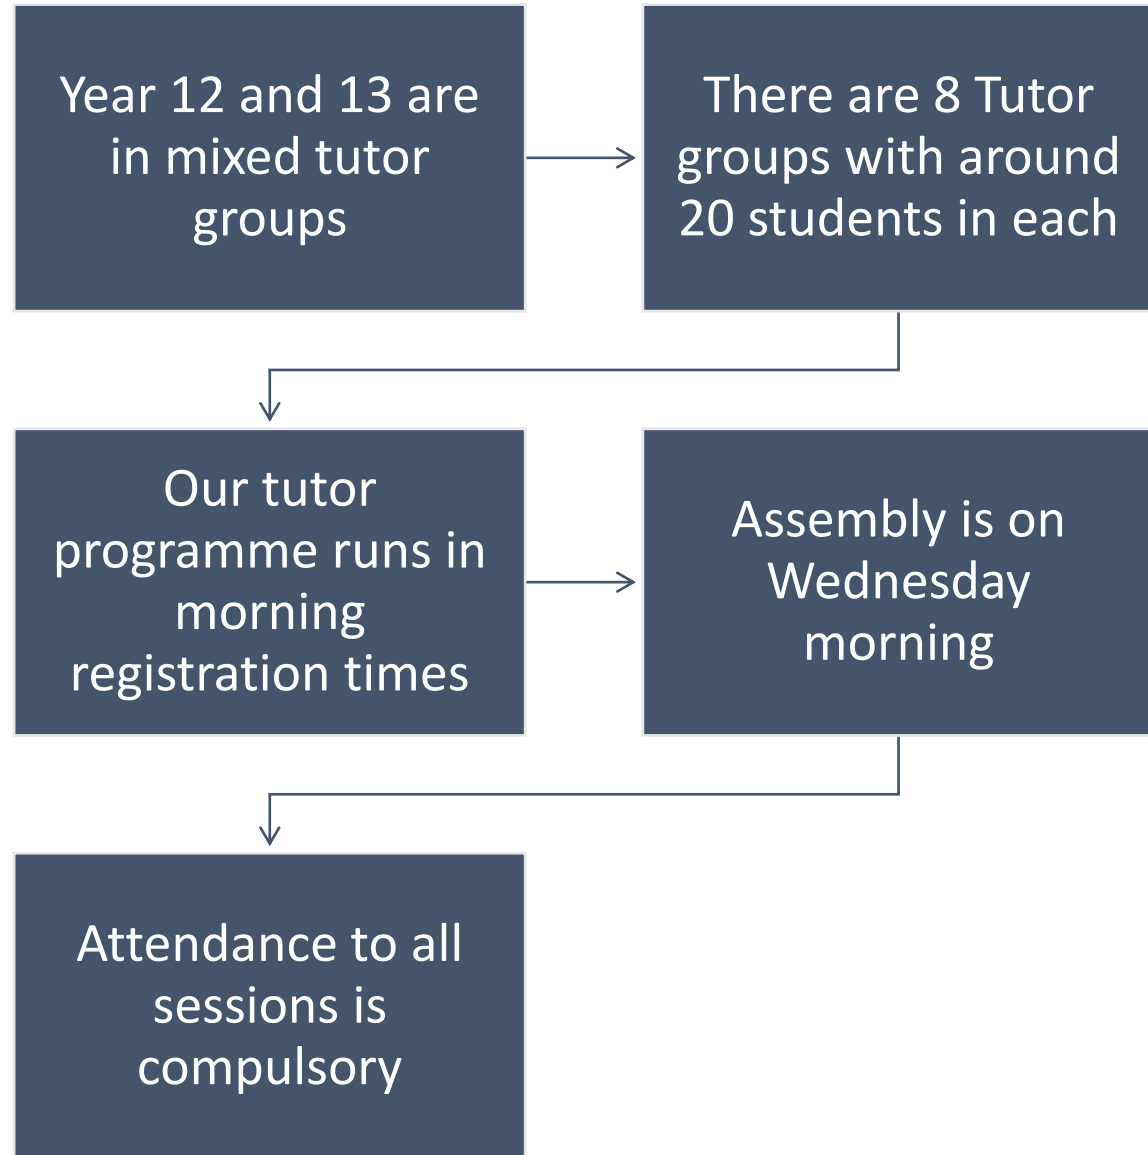 Year 12 and 13 are
in mixed tutor
groups
There are 8 Tutor
groups with around
20 students in each
Our tutor
programme runs in
morning
registration times
Assembly is on
Wednesday
morning
Attendance to all
sessions is
compulsory